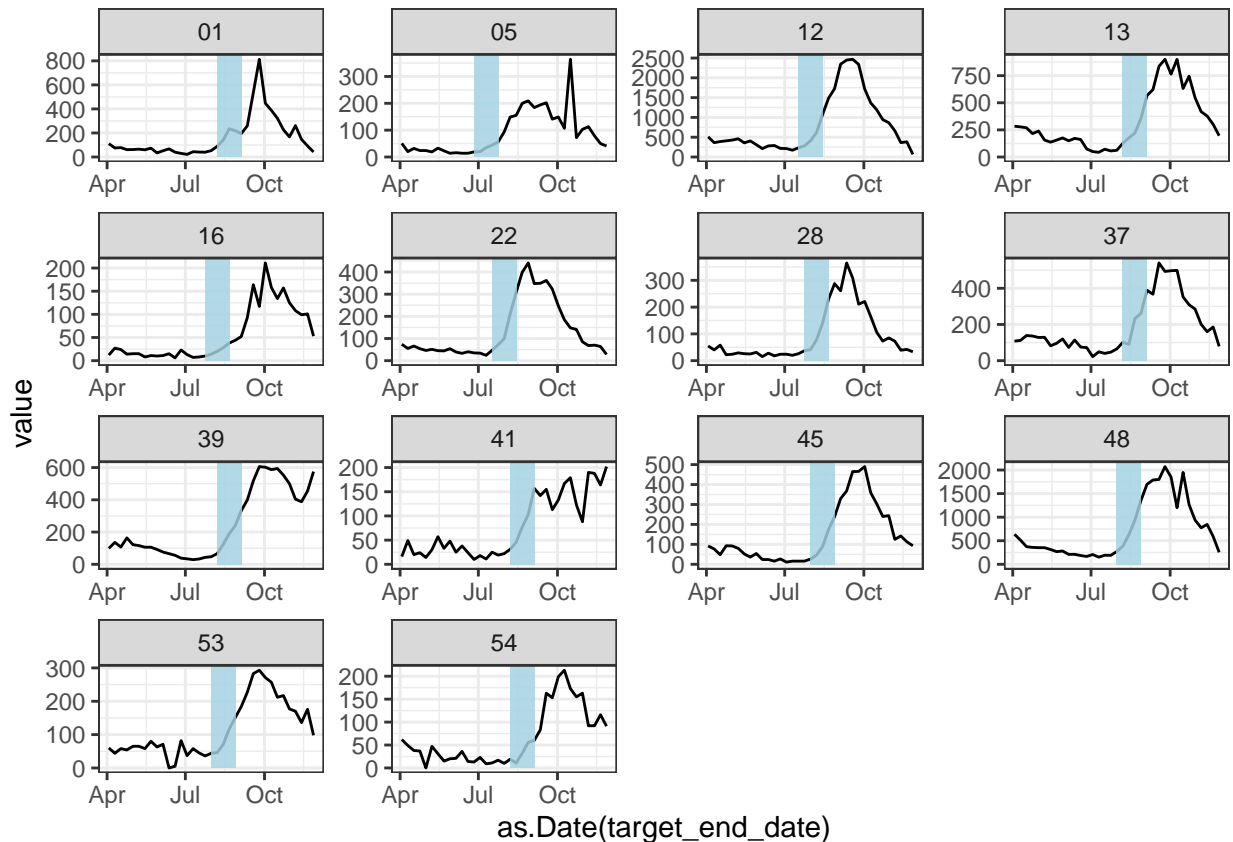 01 05 12 13
800 600 400 200 0
300 200 100 0
2500 2000 1500 1000 500 0
750 500 250 0
Apr Jul Oct Apr Jul Oct Apr Jul Oct Apr Jul Oct
16 22 28 37
200 150 100 50 0
400 300 200 100 0
300 200 100 0
400 200 0
Apr Jul Oct Apr Jul Oct Apr Jul Oct Apr Jul Oct
value
39 41 45 48
600 400 200 0
200 150 100 50 0
500 400 300 200 100 0
2000 1500 1000 500 0
Apr Jul Oct Apr Jul Oct Apr Jul Oct Apr Jul Oct
53 54
300 200 100 0
200 150 100 50 0
Apr Jul Oct Apr Jul Oct
as.Date(target_end_date)